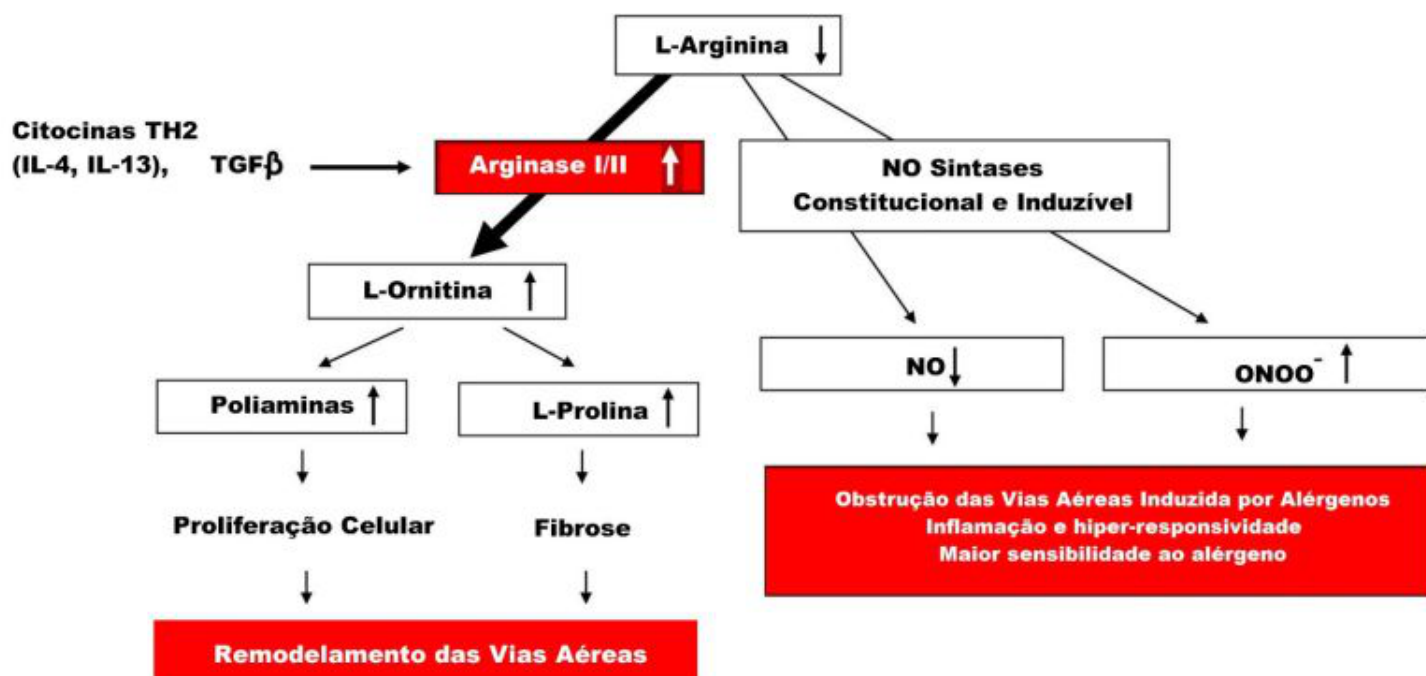 L-Arginina ↓
Citocinas TH2
(IL-4, IL-13), TGFβ
Arginase I/II ↑
NO Sintases
Constitucional e Induzível
L-Ornitina ↑
NO ↓
ONOO⁻ ↑
Poliaminas ↑
L-Prolina ↑
Obstrução das Vias Aéreas Induzida por Alérgenos
Inflamação e hiper-responsividade
Maior sensibilidade ao alérgeno
Proliferação Celular
Fibrose
Remodelamento das Vias Aéreas